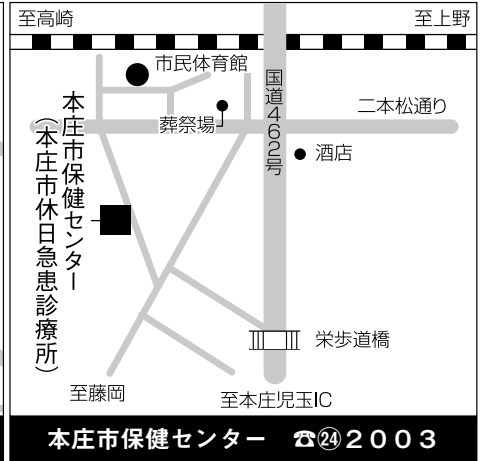 至高崎
至上野
市民体育館
国道462号
二本松通り
葬祭場
酒店
本庄市保健センター
（本庄市休日急患診療所）
栄歩道橋
至藤岡
至本庄児玉IC
本庄市保健センター ☎㉔2003